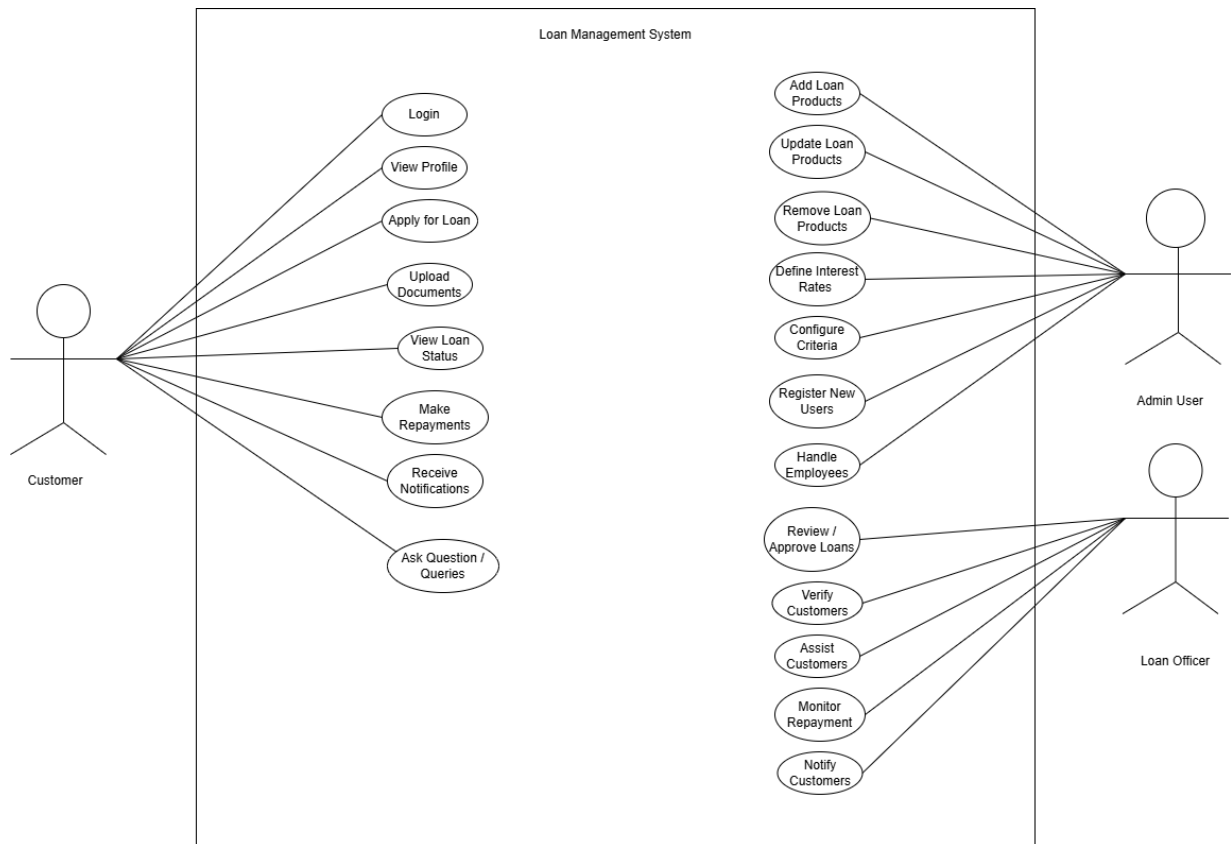 Loan Management System
Login
View Profile
Apply for Loan
Upload
Documents
View Loan
Status
Make
Repayments
Receive
Notifications
Ask Question /
Queries
Customer
Add Loan
Products
Update Loan
Products
Remove Loan
Products
Define Interest
Rates
Configure
Criteria
Register New
Users
Handle
Employees
Admin User
Review /
Approve Loans
Verify
Customers
Assist
Customers
Monitor
Repayment
Notify
Customers
Loan Officer